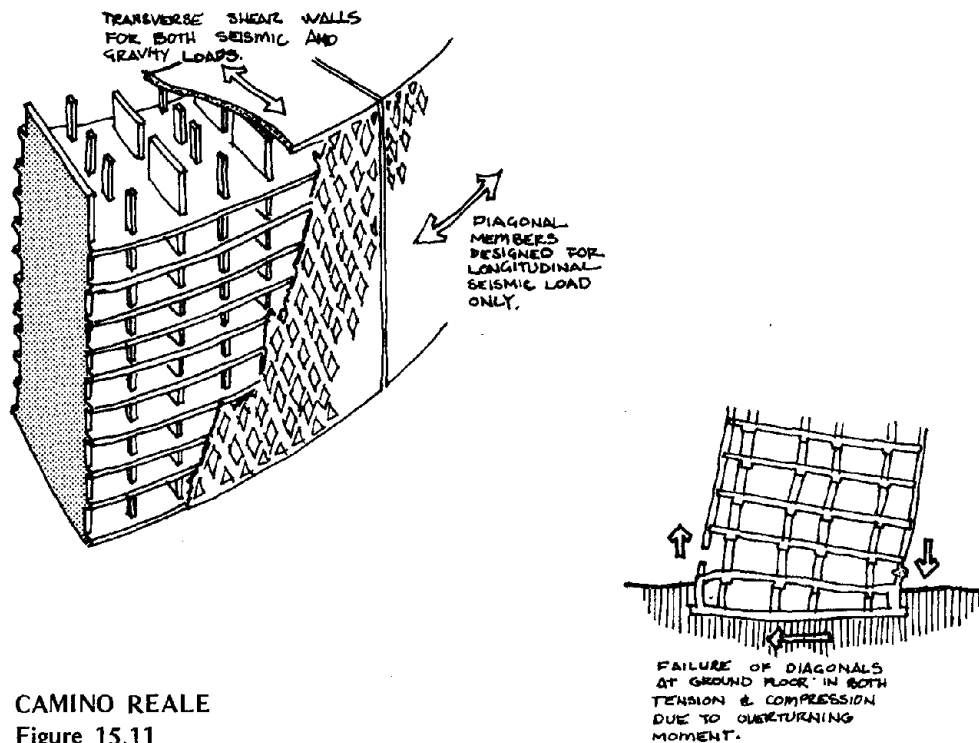 TRANSVERSE SHEAR WALLS
FOR BOTH SEISMIC AND
GRAVITY LOADS.
DIAGONAL
MEMBERS
DESIGNED FOR
LONGITUDINAL
SEISMIC LOAD
ONLY.
FAILURE OF DIAGONALS
AT GROUND FLOOR IN BOTH
TENSION & COMPRESSION
DUE TO OVERTURNING
MOMENT.
CAMINO REALE
Figure 15.11